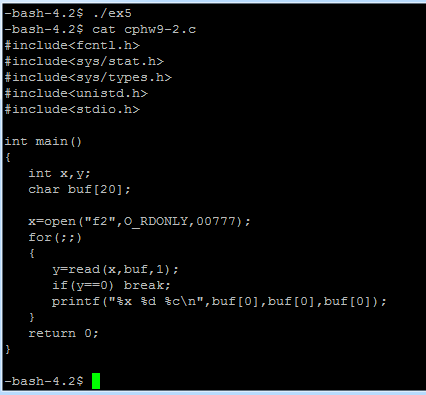 -bash-4.2$ ./ex5
-bash-4.2$ cat cphw9-2.c
#include<fcntl.h>
#include<sys/stat.h>
#include<sys/types.h>
#include<unistd.h>
#include<stdio.h>

int main()
{
   int x,y;
   char buf[20];

   x=open("f2",O_RDONLY,00777);
   for(;;)
   {
      y=read(x,buf,1);
      if(y==0) break;
      printf("%x %d %c\n",buf[0],buf[0],buf[0]);
   }
   return 0;
}

-bash-4.2$